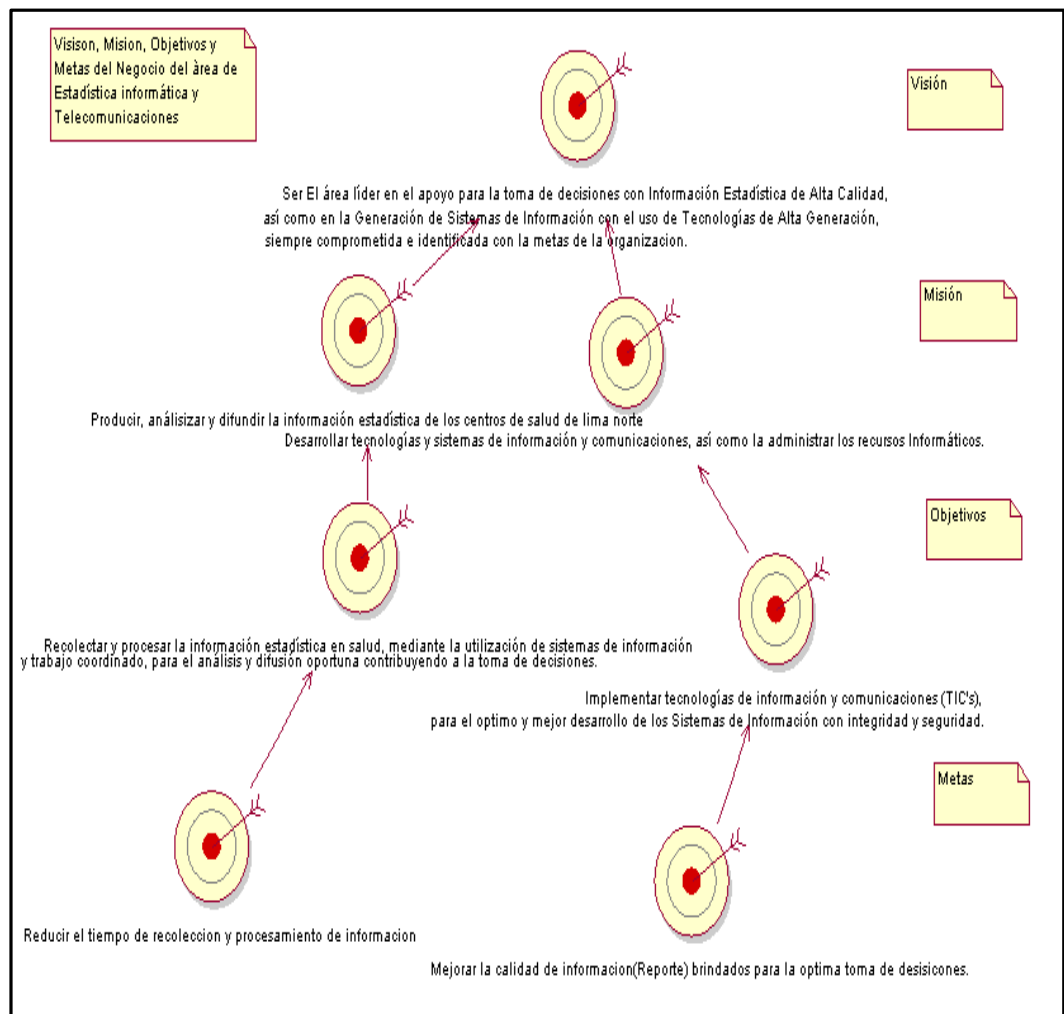 Visison, Mision, Objetivos y
Metas del Negocio del àrea de
Estadística informática y
Telecomunicaciones
Visión
Ser El área líder en el apoyo para la toma de decisiones con Información Estadística de Alta Calidad,
así como en la Generación de Sistemas de Información con el uso de Tecnologías de Alta Generación,
siempre comprometida e identificada con la metas de la organizacion.
Misión
Producir, análisizar y difundir la información estadística de los centros de salud de lima norte
Desarrollar tecnologías y sistemas de información y comunicaciones, así como la administrar los recursos Informáticos.
Objetivos
Recolectar y procesar la información estadística en salud, mediante la utilización de sistemas de información
y trabajo coordinado, para el análisis y difusión oportuna contribuyendo a la toma de decisiones.
Implementar tecnologías de información y comunicaciones (TIC's),
para el optimo y mejor desarrollo de los Sistemas de Información con integridad y seguridad.
Metas
Reducir el tiempo de recoleccion y procesamiento de informacion
Mejorar la calidad de informacion(Reporte) brindados para la optima toma de desisicones.